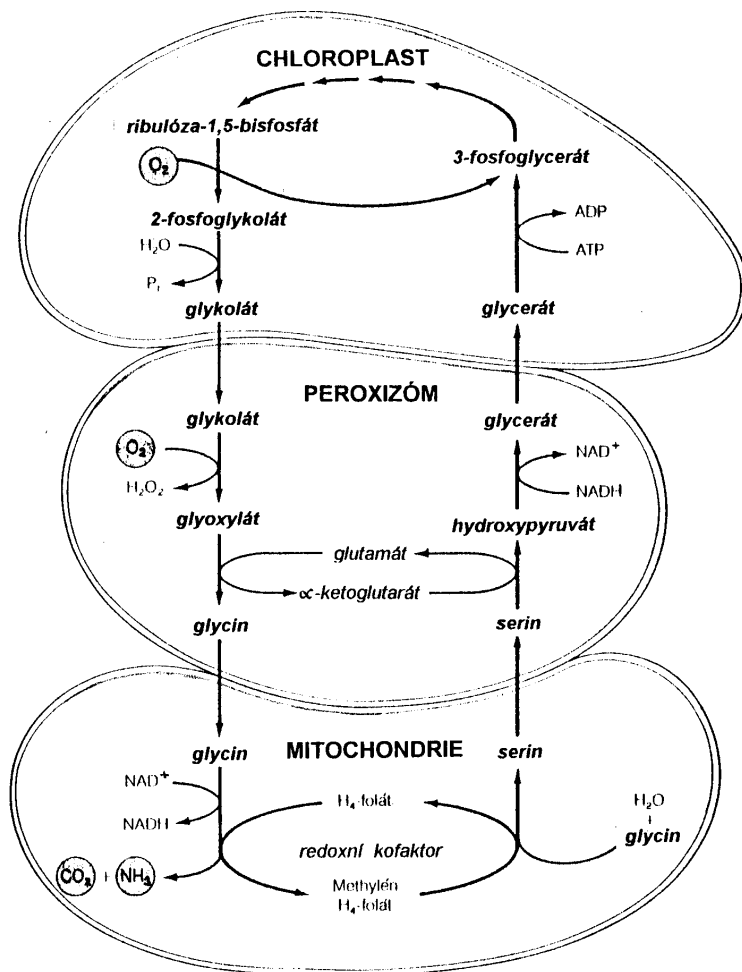 CHLOROPLAST
ribulóza-1,5-bisfosfát
3-fosfoglycerát
O₂
2-fosfoglykolát
ADP
H₂O
ATP
Pᵢ
glykolát
glycerát
PEROXIZÓM
glykolát
glycerát
O₂
NAD⁺
H₂O₂
NADH
glyoxylát
hydroxypyruvát
glutamát
∝-ketoglutarát
glycin
serin
glycin
MITOCHONDRIE
serin
NAD⁺
H₄-folát
H₂O
+
glycin
NADH
redoxní kofaktor
CO₂ + NH₃
Methylén
H₄-folát